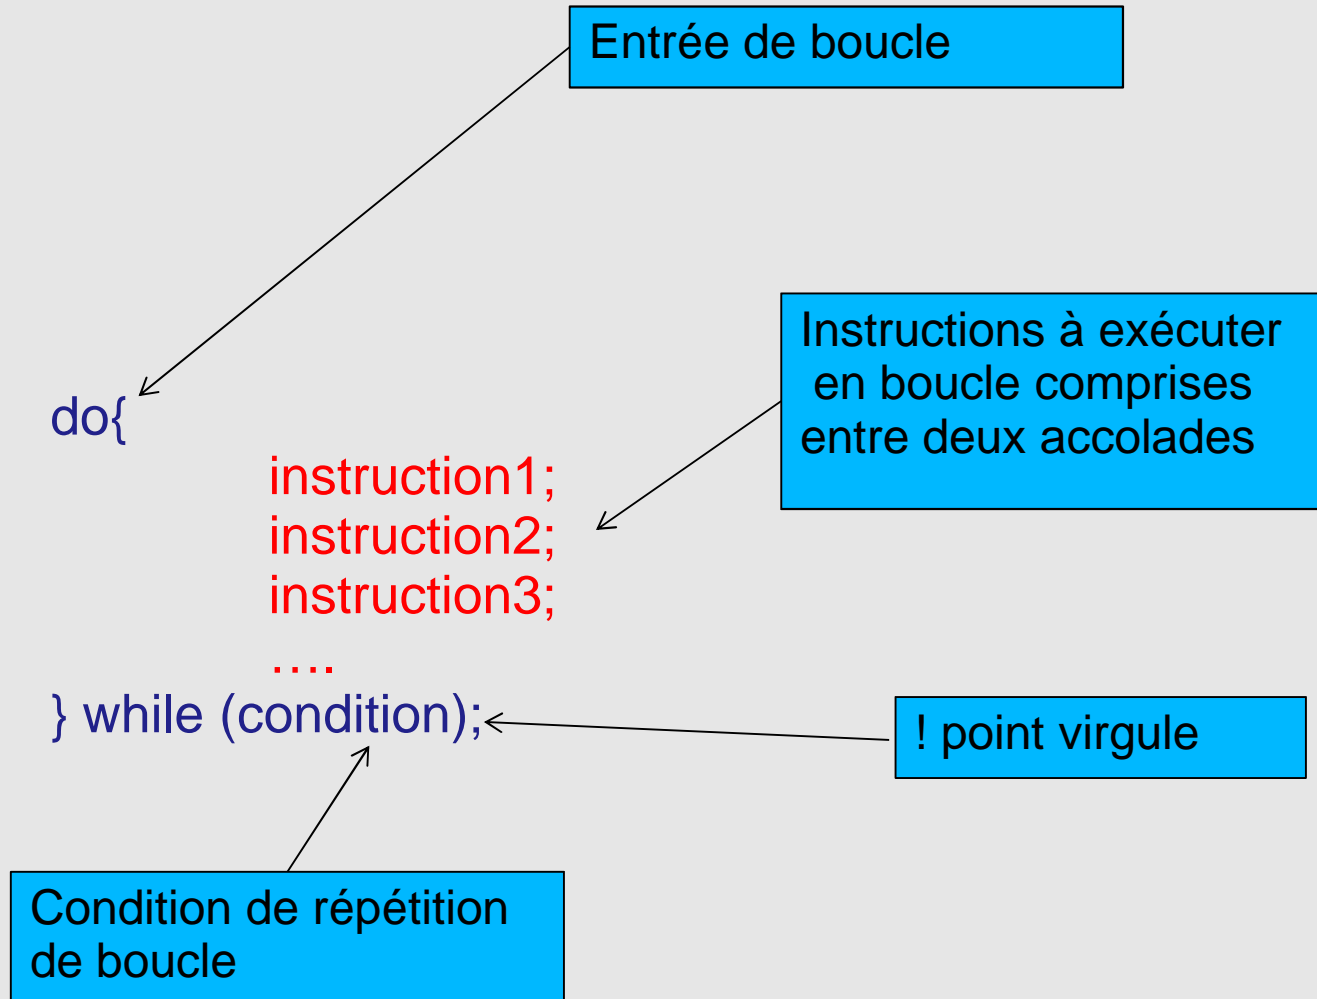 Entrée de boucle
Instructions à exécuter
en boucle comprises
entre deux accolades
do{
instruction1;
instruction2;
instruction3;
....
} while (condition);
! point virgule
Condition de répétition
de boucle